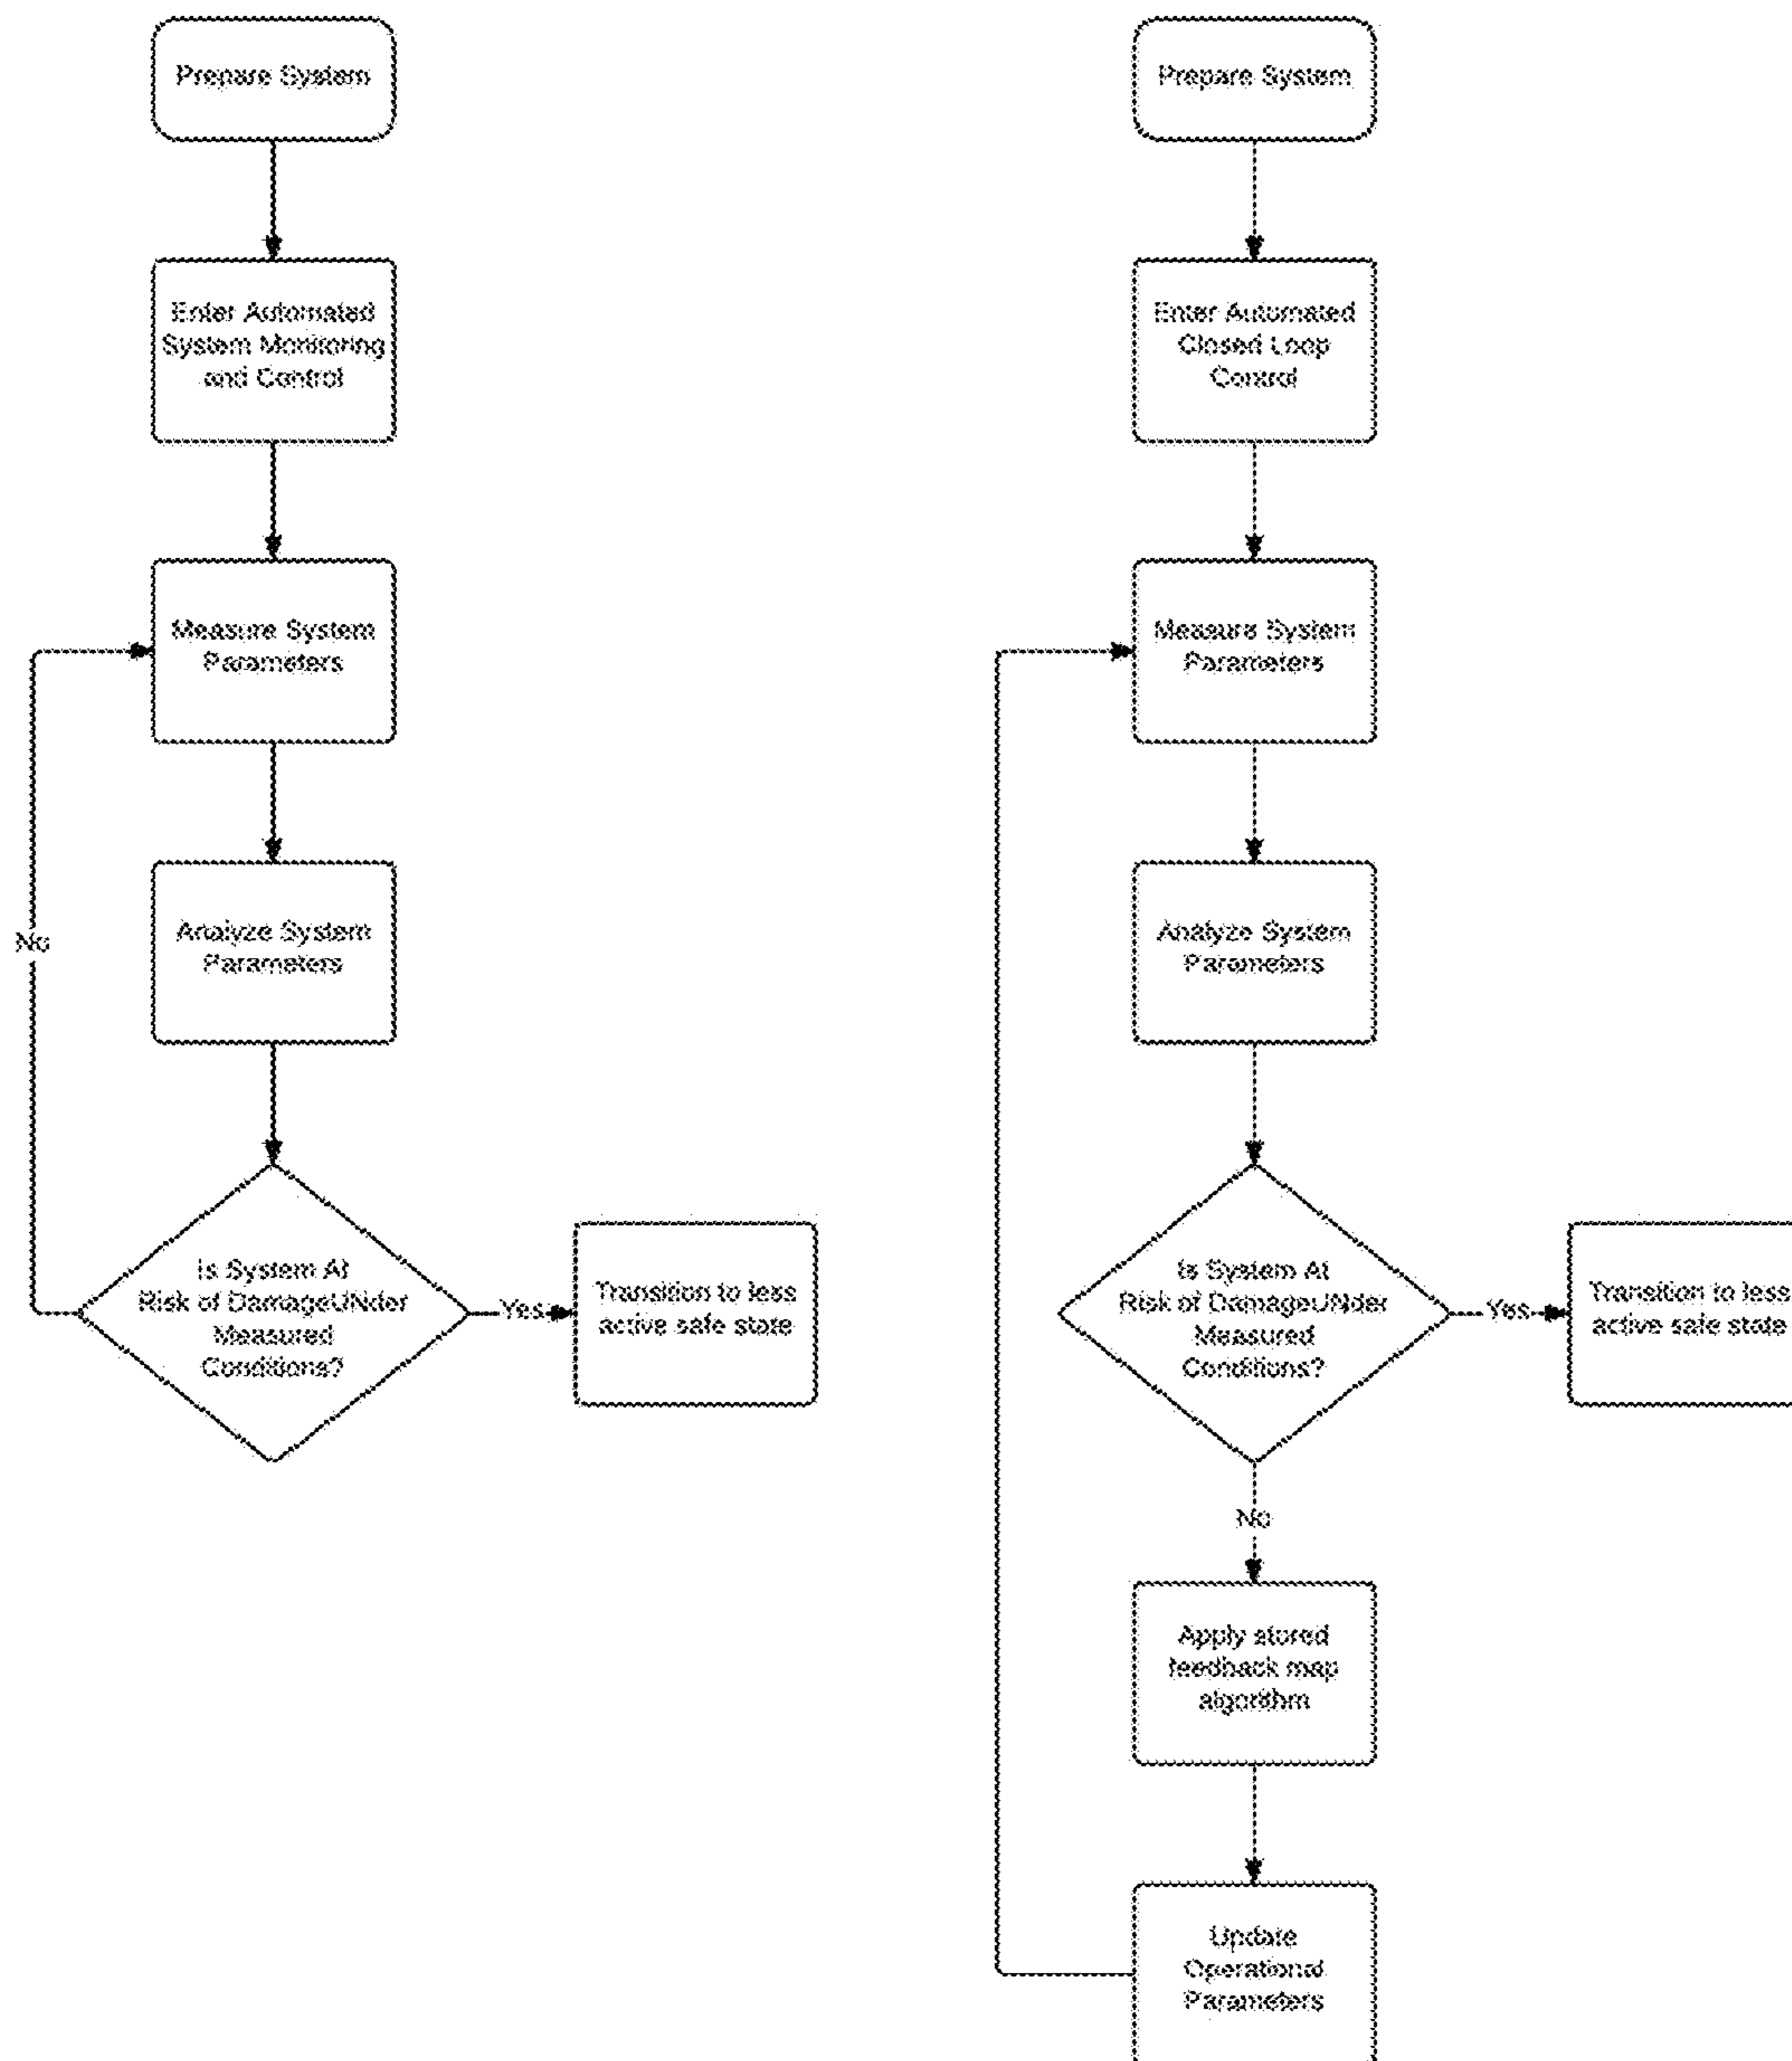 Prepare System
Enter Automated
System Monitoring
and Control
Measure System
Parameters
No
Analyze System
Parameters
Is System At
Risk of DamageUNder
Measured
Conditions?
Yes
Transition to less
active safe state
Prepare System
Enter Automated
Closed Loop
Control
Measure System
Parameters
Analyze System
Parameters
Is System At
Risk of DamageUNder
Measured
Conditions?
Yes
Transition to less
active safe state
No
Apply stored
feedback map
algorithm
Update
Operational
Parameters